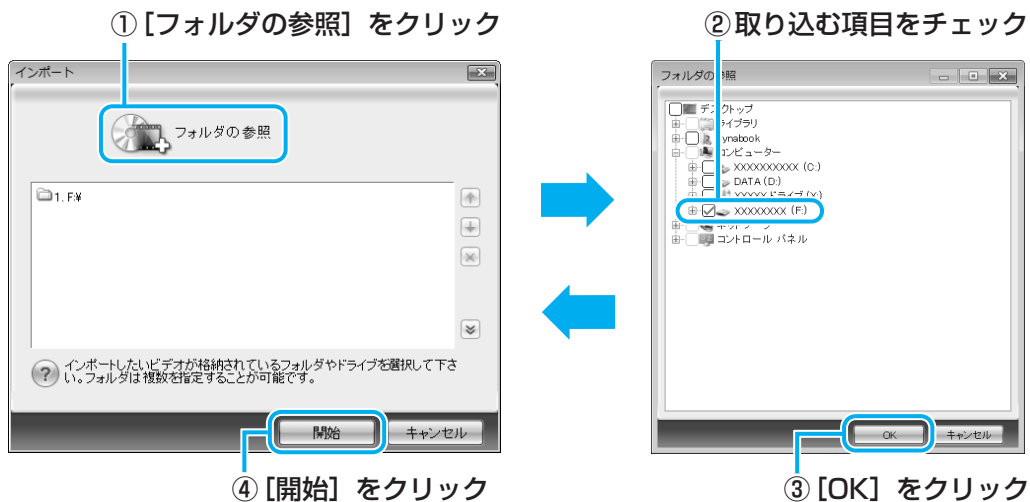 ①[フォルダの参照]をクリック
インポート
フォルダの参照
1. F:¥
インポートしたいビデオが格納されているフォルダやドライブを選択して下さ
い。フォルダは複数を指定することが可能です。
開始
キャンセル
④[開始]をクリック
②取り込む項目をチェック
フォルダの 照
デスクトップ
ライブラリ
ynabook
コンピューター
XXXXXXXXXX (C:)
DATA (D:)
XXXXX ドライブ (Y:)
XXXXXXXX (F:)
コントロール パネル
OK
キャンセル
③[OK]をクリック